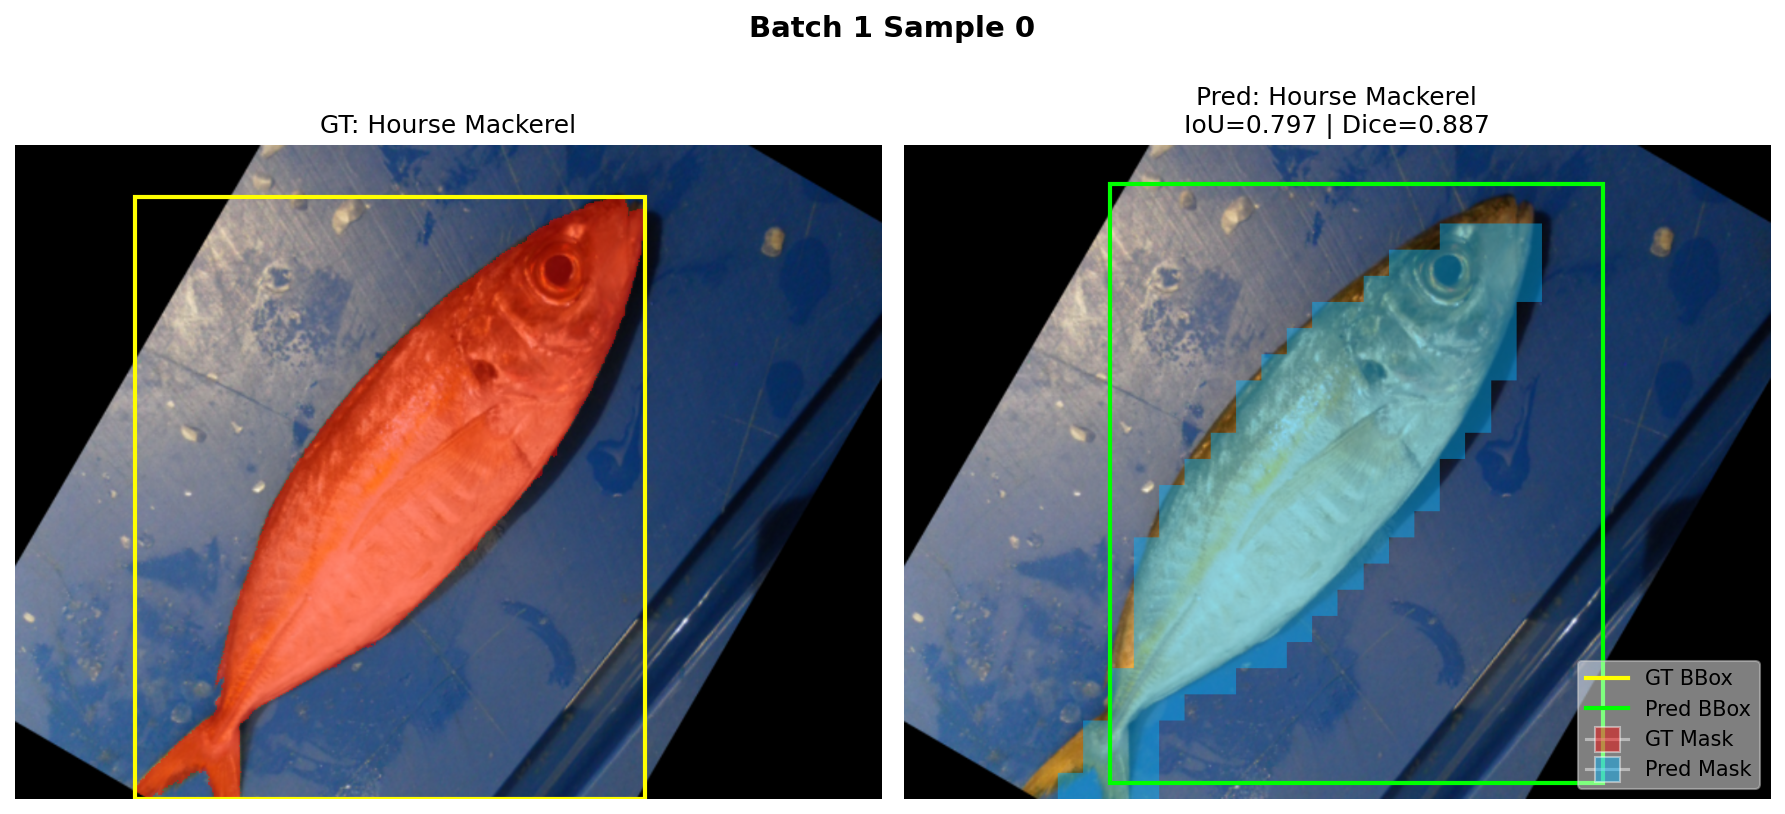 Batch 1 Sample 0
GT: Hourse Mackerel
Pred: Hourse Mackerel
IoU=0.797 | Dice=0.887
GT BBox
Pred BBox
GT Mask
Pred Mask